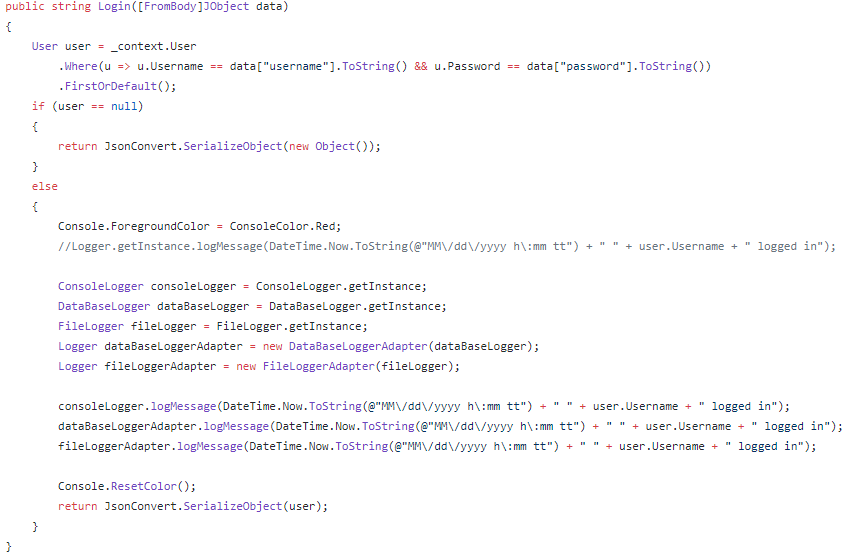 public string Login([FromBody]JObject data)
{
    User user = _context.User
        .Where(u => u.Username == data["username"].ToString() && u.Password == data["password"].ToString())
        .FirstOrDefault();
    if (user == null)
    {
        return JsonConvert.SerializeObject(new Object());
    }
    else
    {
        Console.ForegroundColor = ConsoleColor.Red;
        //Logger.getInstance.logMessage(DateTime.Now.ToString(@"MM\/dd\/yyyy h\:mm tt") + " " + user.Username + " logged in");

        ConsoleLogger consoleLogger = ConsoleLogger.getInstance;
        DataBaseLogger dataBaseLogger = DataBaseLogger.getInstance;
        FileLogger fileLogger = FileLogger.getInstance;
        Logger dataBaseLoggerAdapter = new DataBaseLoggerAdapter(dataBaseLogger);
        Logger fileLoggerAdapter = new FileLoggerAdapter(fileLogger);

        consoleLogger.logMessage(DateTime.Now.ToString(@"MM\/dd\/yyyy h\:mm tt") + " " + user.Username + " logged in");
        dataBaseLoggerAdapter.logMessage(DateTime.Now.ToString(@"MM\/dd\/yyyy h\:mm tt") + " " + user.Username + " logged in");
        fileLoggerAdapter.logMessage(DateTime.Now.ToString(@"MM\/dd\/yyyy h\:mm tt") + " " + user.Username + " logged in");

        Console.ResetColor();
        return JsonConvert.SerializeObject(user);
    }
}